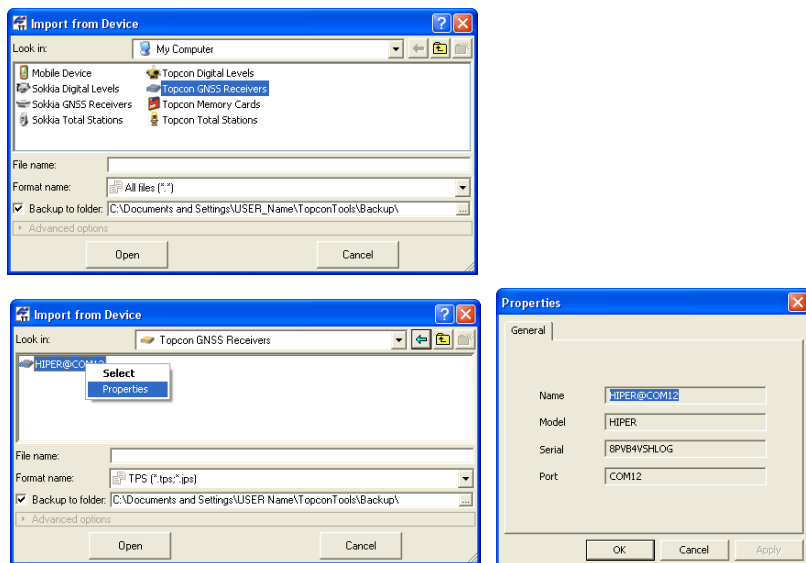 Import from Device
Look in:
My Computer
Mobile Device
Topcon Digital Levels
Sokkia Digital Levels
Topcon GNSS Receivers
Sokkia GNSS Receivers
Topcon Memory Cards
Sokkia Total Stations
Topcon Total Stations
File name:
Format name:
All files (*.*)
Backup to folder:
C:\Documents and Settings\USER_Name\TopconTools\Backup\
...
Advanced options
Open
Cancel
Import from Device
Look in:
Topcon GNSS Receivers
HIPER@COM12
Select
Properties
File name:
Format name:
TPS (*.tps;*.jps)
Backup to folder:
C:\Documents and Settings\USER Name\TopconTools\Backup\
...
Advanced options
Open
Cancel
Properties
General
Name
HIPER@COM12
Model
HIPER
Serial
8PVB4VSHLOG
Port
COM12
OK
Cancel
Apply